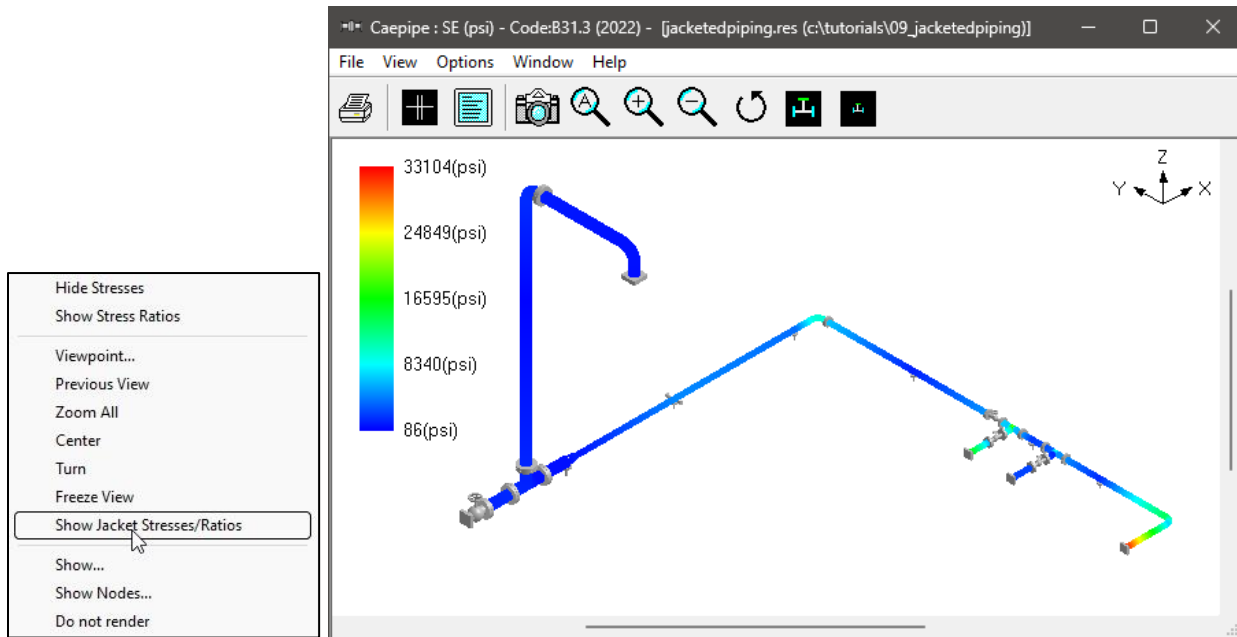 Hide Stresses
Show Stress Ratios
Viewpoint...
Previous View
Zoom All
Center
Turn
Freeze View
Show Jacket Stresses/Ratios
Show...
Show Nodes...
Do not render
Caepipe : SE (psi) - Code:B31.3 (2022) - [jacketedpiping.res (c:\tutorials\09_jacketedpiping)]
File View Options Window Help
A
33104(psi)
24849(psi)
16595(psi)
8340(psi)
86(psi)
Z
Y X